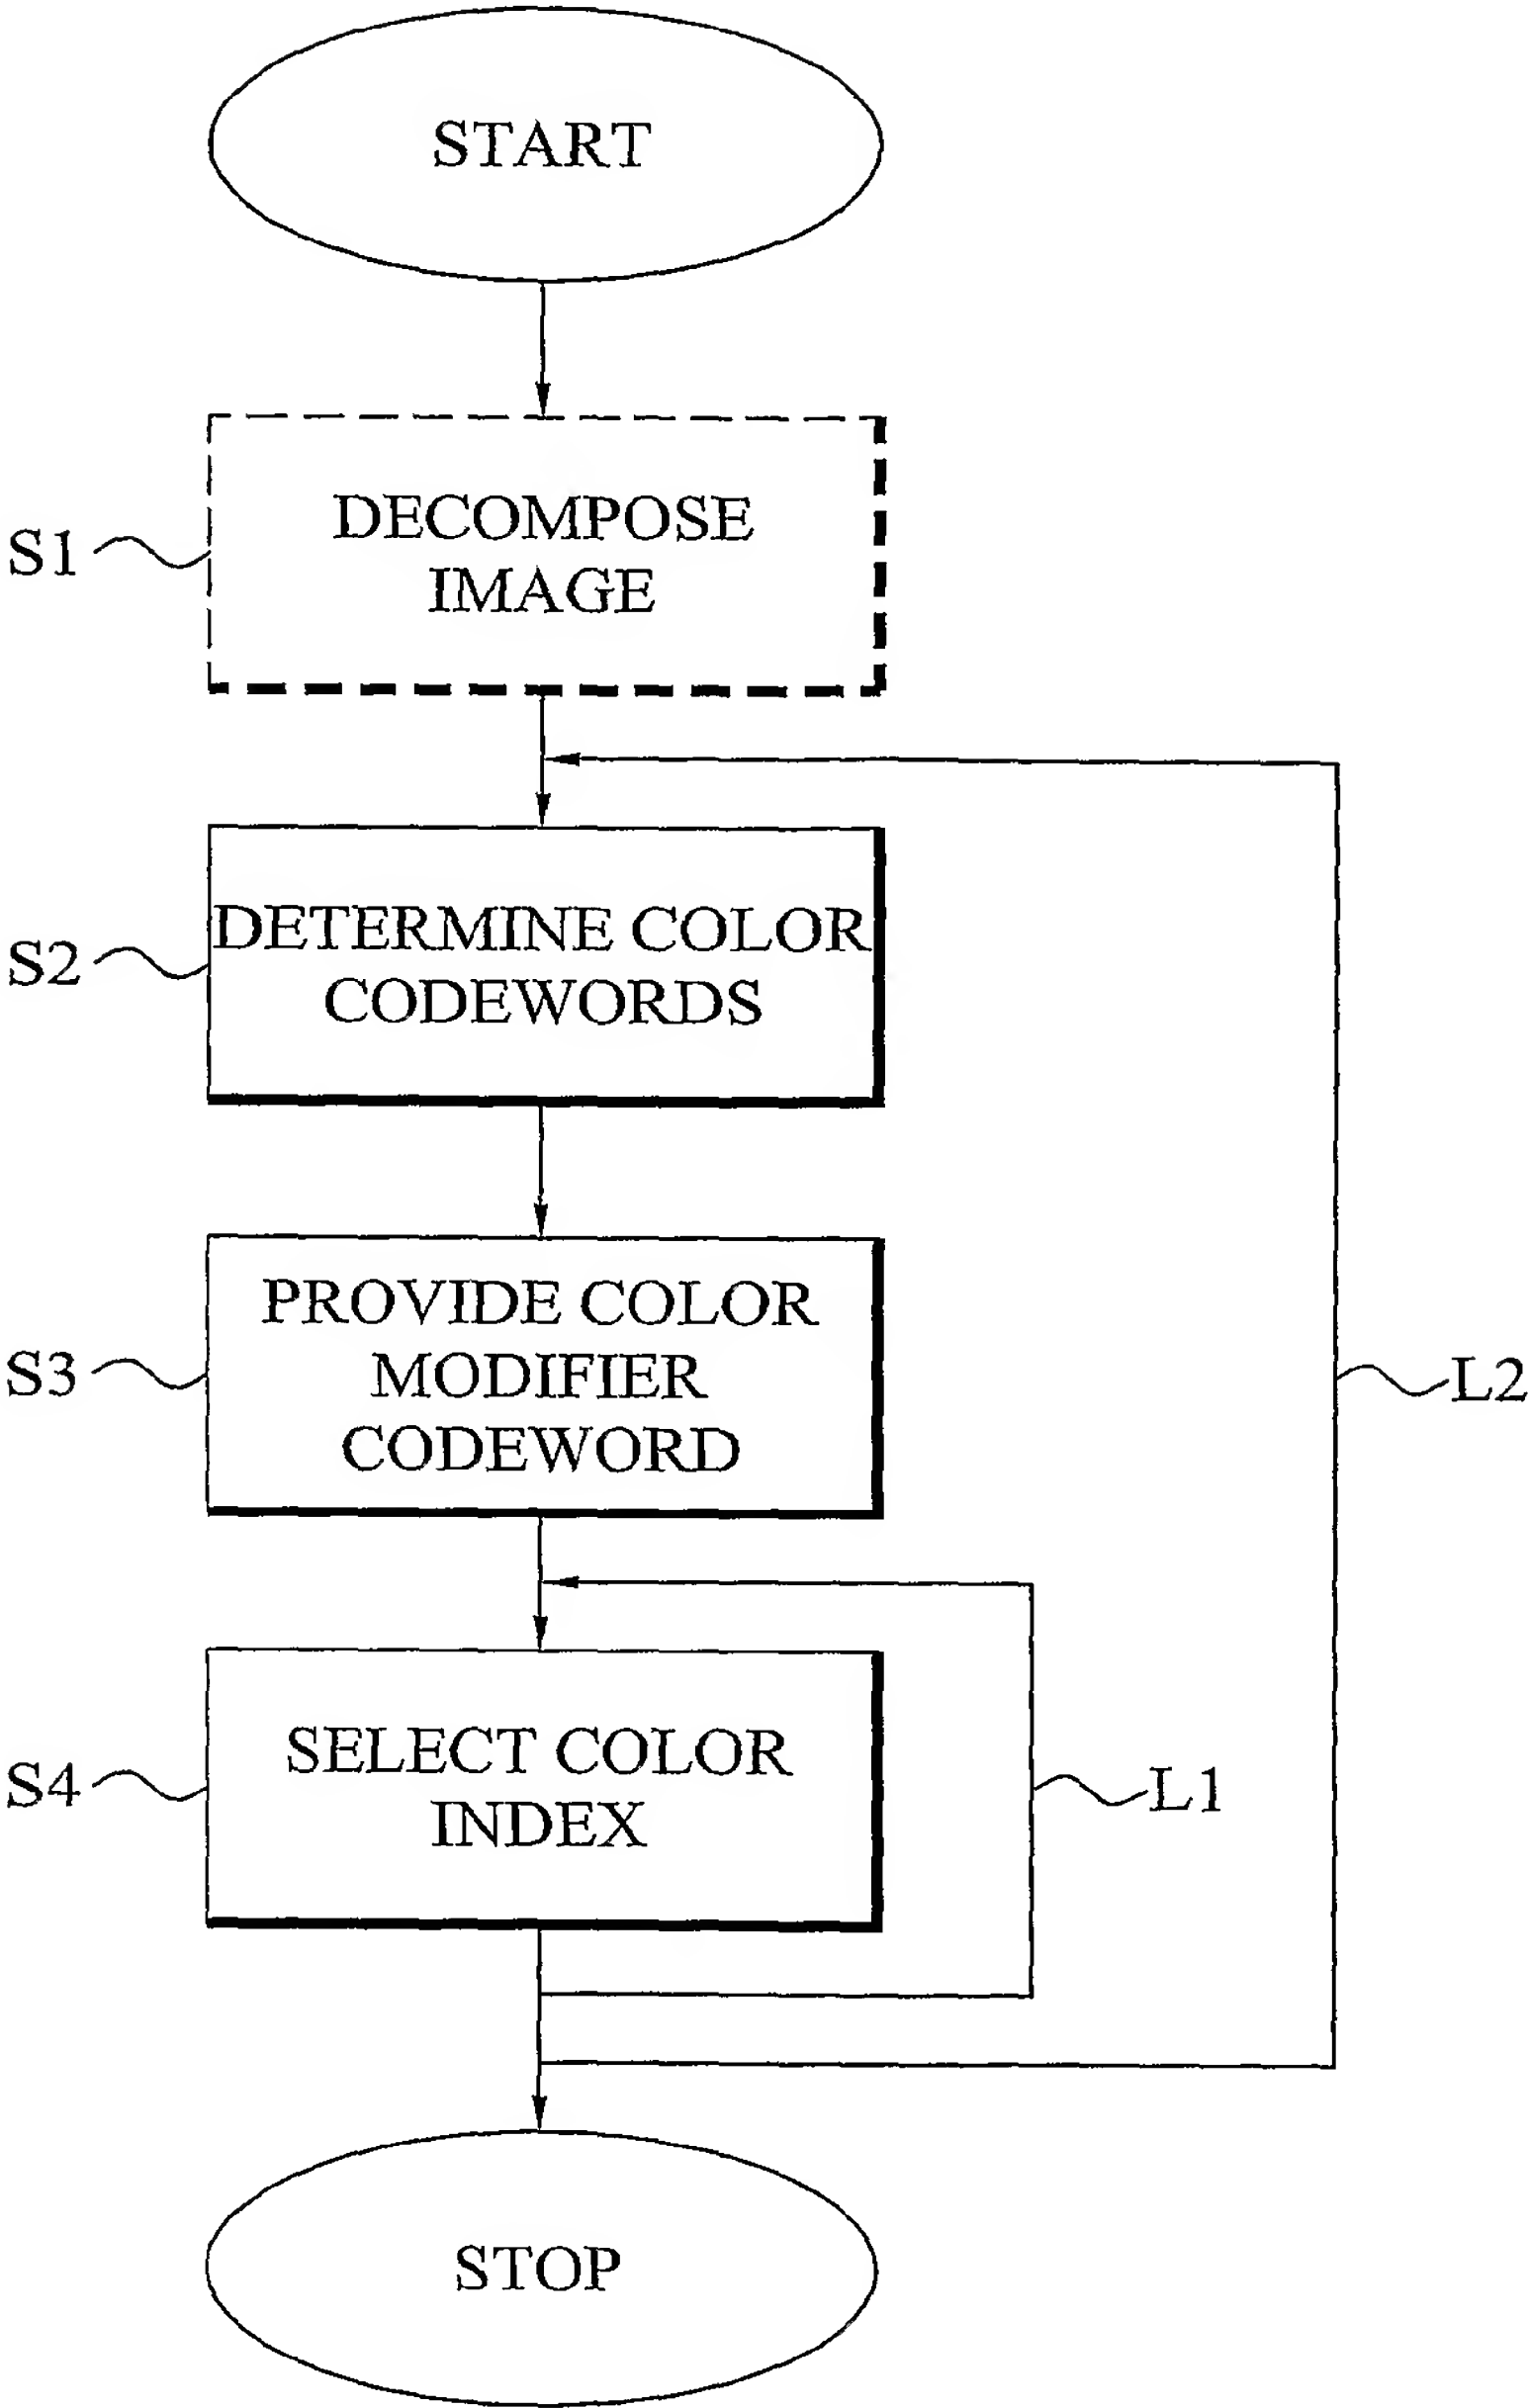 START
S1
DECOMPOSE
IMAGE
S2
DETERMINE COLOR
CODEWORDS
S3
PROVIDE COLOR
MODIFIER
CODEWORD
L2
S4
SELECT COLOR
INDEX
L1
STOP